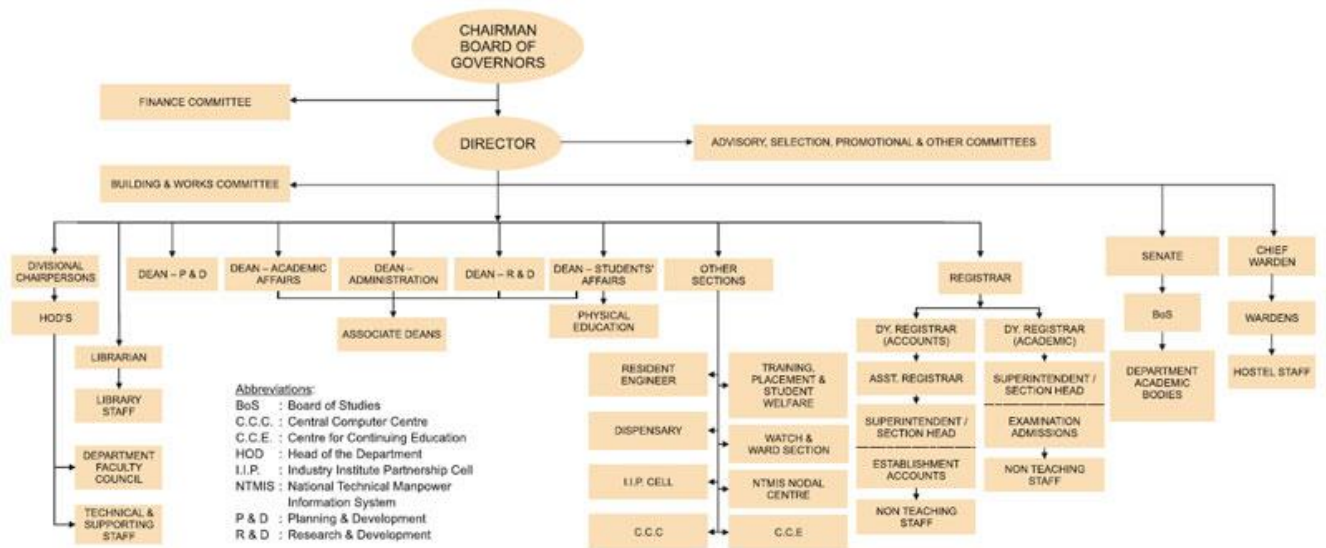 CHAIRMAN
BOARD OF
GOVERNORS
FINANCE COMMITTEE
DIRECTOR
ADVISORY, SELECTION, PROMOTIONAL & OTHER COMMITTEES
BUILDING & WORKS COMMITTEE
DIVISIONAL
CHAIRPERSONS
DEAN – P & D
DEAN – ACADEMIC
AFFAIRS
DEAN –
ADMINISTRATION
DEAN – R & D
DEAN – STUDENTS'
AFFAIRS
OTHER
SECTIONS
REGISTRAR
SENATE
CHIEF
WARDEN
HOD'S
ASSOCIATE DEANS
PHYSICAL
EDUCATION
DY. REGISTRAR
(ACCOUNTS)
DY. REGISTRAR
(ACADEMIC)
BoS
WARDENS
LIBRARIAN
LIBRARY
STAFF
DEPARTMENT
FACULTY
COUNCIL
TECHNICAL &
SUPPORTING
STAFF
Abbreviations:
BoS : Board of Studies
C.C.C. : Central Computer Centre
C.C.E. : Centre for Continuing Education
HOD : Head of the Department
I.I.P. : Industry Institute Partnership Cell
NTMIS : National Technical Manpower
Information System
P & D : Planning & Development
R & D : Research & Development
RESIDENT
ENGINEER
TRAINING,
PLACEMENT &
STUDENT
WELFARE
DISPENSARY
WATCH &
WARD SECTION
I.I.P. CELL
NTMIS NODAL
CENTRE
C.C.C
C.C.E
ASST. REGISTRAR
SUPERINTENDENT /
SECTION HEAD
ESTABLISHMENT
ACCOUNTS
NON TEACHING
STAFF
SUPERINTENDENT /
SECTION HEAD
EXAMINATION
ADMISSIONS
NON TEACHING
STAFF
DEPARTMENT
ACADEMIC
BODIES
HOSTEL STAFF